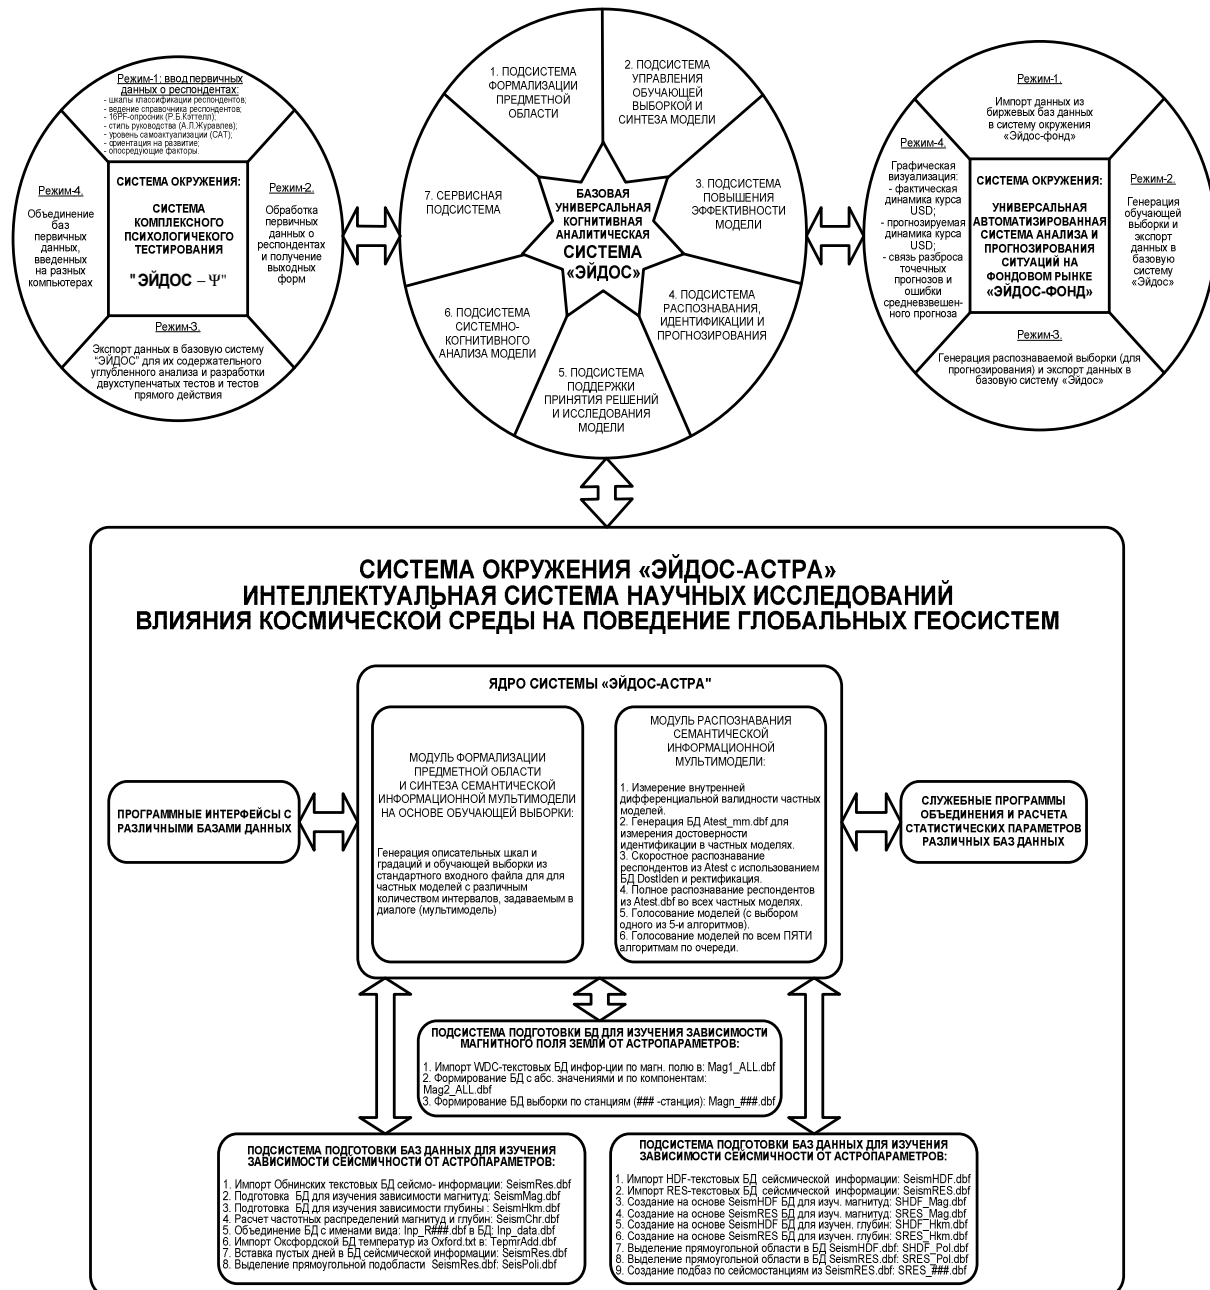 Режим-1: ввод первичных
данных о респондентах:
- шкалы классификации респондентов;
- ведение справочника респондентов;
- 16PF-опросник (Р.Б.Кэттелл);
- стиль руководства (А.Л.Журавлев);
- уровень самоактуализации (САТ);
- ориентация на развитие;
- опосредующие факторы.
Режим-4.
Объединение
баз
первичных
данных,
введенных
на разных
компьютерах
СИСТЕМА ОКРУЖЕНИЯ:
СИСТЕМА
КОМПЛЕКСНОГО
ПСИХОЛОГИЧЕКОГО
ТЕСТИРОВАНИЯ
"ЭЙДОС – Ψ"
Режим-2.
Обработка
первичных
данных о
респондентах
и получение
выходных
форм
Режим-3.
Экспорт данных в базовую систему
"ЭЙДОС" для их содержательного
углубленного анализа и разработки
двухступенчатых тестов и тестов
прямого действия
1. ПОДСИСТЕМА
ФОРМАЛИЗАЦИИ
ПРЕДМЕТНОЙ
ОБЛАСТИ
2. ПОДСИСТЕМА
УПРАВЛЕНИЯ
ОБУЧАЮЩЕЙ
ВЫБОРКОЙ И
СИНТЕЗА МОДЕЛИ
3. ПОДСИСТЕМА
ПОВЫШЕНИЯ
ЭФФЕКТИВНОСТИ
МОДЕЛИ
4. ПОДСИСТЕМА
РАСПОЗНАВАНИЯ,
ИДЕНТИФИКАЦИИ И
ПРОГНОЗИРОВАНИЯ
5. ПОДСИСТЕМА
ПОДДЕРЖКИ
ПРИНЯТИЯ РЕШЕНИЙ
И ИССЛЕДОВАНИЯ
МОДЕЛИ
6. ПОДСИСТЕМА
СИСТЕМНО-
КОГНИТИВНОГО
АНАЛИЗА МОДЕЛИ
7. СЕРВИСНАЯ
ПОДСИСТЕМА
БАЗОВАЯ
УНИВЕРСАЛЬНАЯ
КОГНИТИВНАЯ
АНАЛИТИЧЕСКАЯ
СИСТЕМА
«ЭЙДОС»
Режим-1.
Импорт данных из
биржевых баз данных
в систему окружения
«Эйдос-фонд»
Режим-4.
Графическая
визуализация:
- фактическая
динамика курса
USD;
- прогнозируемая
динамика курса
USD;
- связь разброса
точечных
прогнозов и
ошибки
средневзвешен-
ного прогноза
СИСТЕМА ОКРУЖЕНИЯ:
УНИВЕРСАЛЬНАЯ
АВТОМАТИЗИРОВАННАЯ
СИСТЕМА АНАЛИЗА И
ПРОГНОЗИРОВАНИЯ
СИТУАЦИЙ НА
ФОНДОВОМ РЫНКЕ
«ЭЙДОС-ФОНД»
Режим-2.
Генерация
обучающей
выборки и
экспорт
данных в
базовую
систему
«Эйдос»
Режим-3.
Генерация распознаваемой выборки (для
прогнозирования) и экспорт данных в
базовую систему «Эйдос»
СИСТЕМА ОКРУЖЕНИЯ «ЭЙДОС-АСТРА»
ИНТЕЛЛЕКТУАЛЬНАЯ СИСТЕМА НАУЧНЫХ ИССЛЕДОВАНИЙ
ВЛИЯНИЯ КОСМИЧЕСКОЙ СРЕДЫ НА ПОВЕДЕНИЕ ГЛОБАЛЬНЫХ ГЕОСИСТЕМ
ЯДРО СИСТЕМЫ «ЭЙДОС-АСТРА"
МОДУЛЬ ФОРМАЛИЗАЦИИ
ПРЕДМЕТНОЙ ОБЛАСТИ
И СИНТЕЗА СЕМАНТИЧЕСКОЙ
ИНФОРМАЦИОННОЙ МУЛЬТИМОДЕЛИ
НА ОСНОВЕ ОБУЧАЮЩЕЙ ВЫБОРКИ:
Генерация описательных шкал и
градаций и обучающей выборки из
стандартного входного файла для для
частных моделей с различный
количеством интервалов, задаваемым в
диалоге (мультимодель)
МОДУЛЬ РАСПОЗНАВАНИЯ
СЕМАНТИЧЕСКОЙ
ИНФОРМАЦИОННОЙ
МУЛЬТИМОДЕЛИ:
1. Измерение внутренней
дифференциальной валидности частных
моделей.
2. Генерация БД Atest_mm.dbf для
измерения достоверности
идентификации в частных моделях.
3. Скоростное распознавание
респондентов из Atest с использованием
БД DostIden и ректификация.
4. Полное распознавание респондентов
из Atest.dbf во всех частных моделях.
5. Голосование моделей (с выбором
одного из 5-и алгоритмов).
6. Голосование моделей по всем ПЯТИ
алгоритмам по очереди.
ПРОГРАММНЫЕ ИНТЕРФЕЙСЫ С
РАЗЛИЧНЫМИ БАЗАМИ ДАННЫХ
СЛУЖЕБНЫЕ ПРОГРАММЫ
ОБЪЕДИНЕНИЯ И РАСЧЕТА
СТАТИСТИЧЕСКИХ ПАРАМЕТРОВ
РАЗЛИЧНЫХ БАЗ ДАННЫХ
ПОДСИСТЕМА ПОДГОТОВКИ БД ДЛЯ ИЗУЧЕНИЯ ЗАВИСИМОСТИ
МАГНИТНОГО ПОЛЯ ЗЕМЛИ ОТ АСТРОПАРАМЕТРОВ:
1. Импорт WDC-текстовых БД инфор-ции по магн. полю в: Mag1_ALL.dbf
2. Формирование БД с абс. значениями и по компонентам:
Mag2_ALL.dbf
3. Формирование БД выборки по станциям (### -станция): Magn_###.dbf
ПОДСИСТЕМА ПОДГОТОВКИ БАЗ ДАННЫХ ДЛЯ ИЗУЧЕНИЯ
ЗАВИСИМОСТИ СЕЙСМИЧНОСТИ ОТ АСТРОПАРАМЕТРОВ:
1. Импорт Обнинских текстовых БД сейсмо- информации: SeismRes.dbf
2. Подготовка БД для изучения зависимости магнитуд: SeismMag.dbf
3. Подготовка БД для изучения зависимости глубины : SeismHkm.dbf
4. Расчет частотных распределений магнитуд и глубин: SeismChr.dbf
5. Объединение БД с именами вида: Inp_R###.dbf в БД: Inp_data.dbf
6. Импорт Оксфордской БД температур из Oxford.txt в: TepmrAdd.dbf
7. Вставка пустых дней в БД сейсмической информации: SeismRes.dbf
8. Выделение прямоугольной подобласти SeismRes.dbf: SeisPoli.dbf
ПОДСИСТЕМА ПОДГОТОВКИ БАЗ ДАННЫХ ДЛЯ ИЗУЧЕНИЯ
ЗАВИСИМОСТИ СЕЙСМИЧНОСТИ ОТ АСТРОПАРАМЕТРОВ:
1. Импорт HDF-текстовых БД сейсмической информации: SeismHDF.dbf
2. Импорт RES-текстовых БД сейсмической информации: SeismRES.dbf
3. Создание на основе SeismHDF БД для изуч. магнитуд: SHDF_Mag.dbf
4. Создание на основе SeismRES БД для изуч. магнитуд: SRES_Mag.dbf
5. Создание на основе SeismHDF БД для изучен. глубин: SHDF_Hkm.dbf
6. Создание на основе SeismRES БД для изучен. глубин: SRES_Hkm.dbf
7. Выделение прямоугольной области в БД SeismHDF.dbf: SHDF_Pol.dbf
8. Выделение прямоугольной области в БД SeismRES.dbf: SRES_Pol.dbf
9. Создание подбаз по сейсмостанциям из SeismRES.dbf: SRES_###.dbf